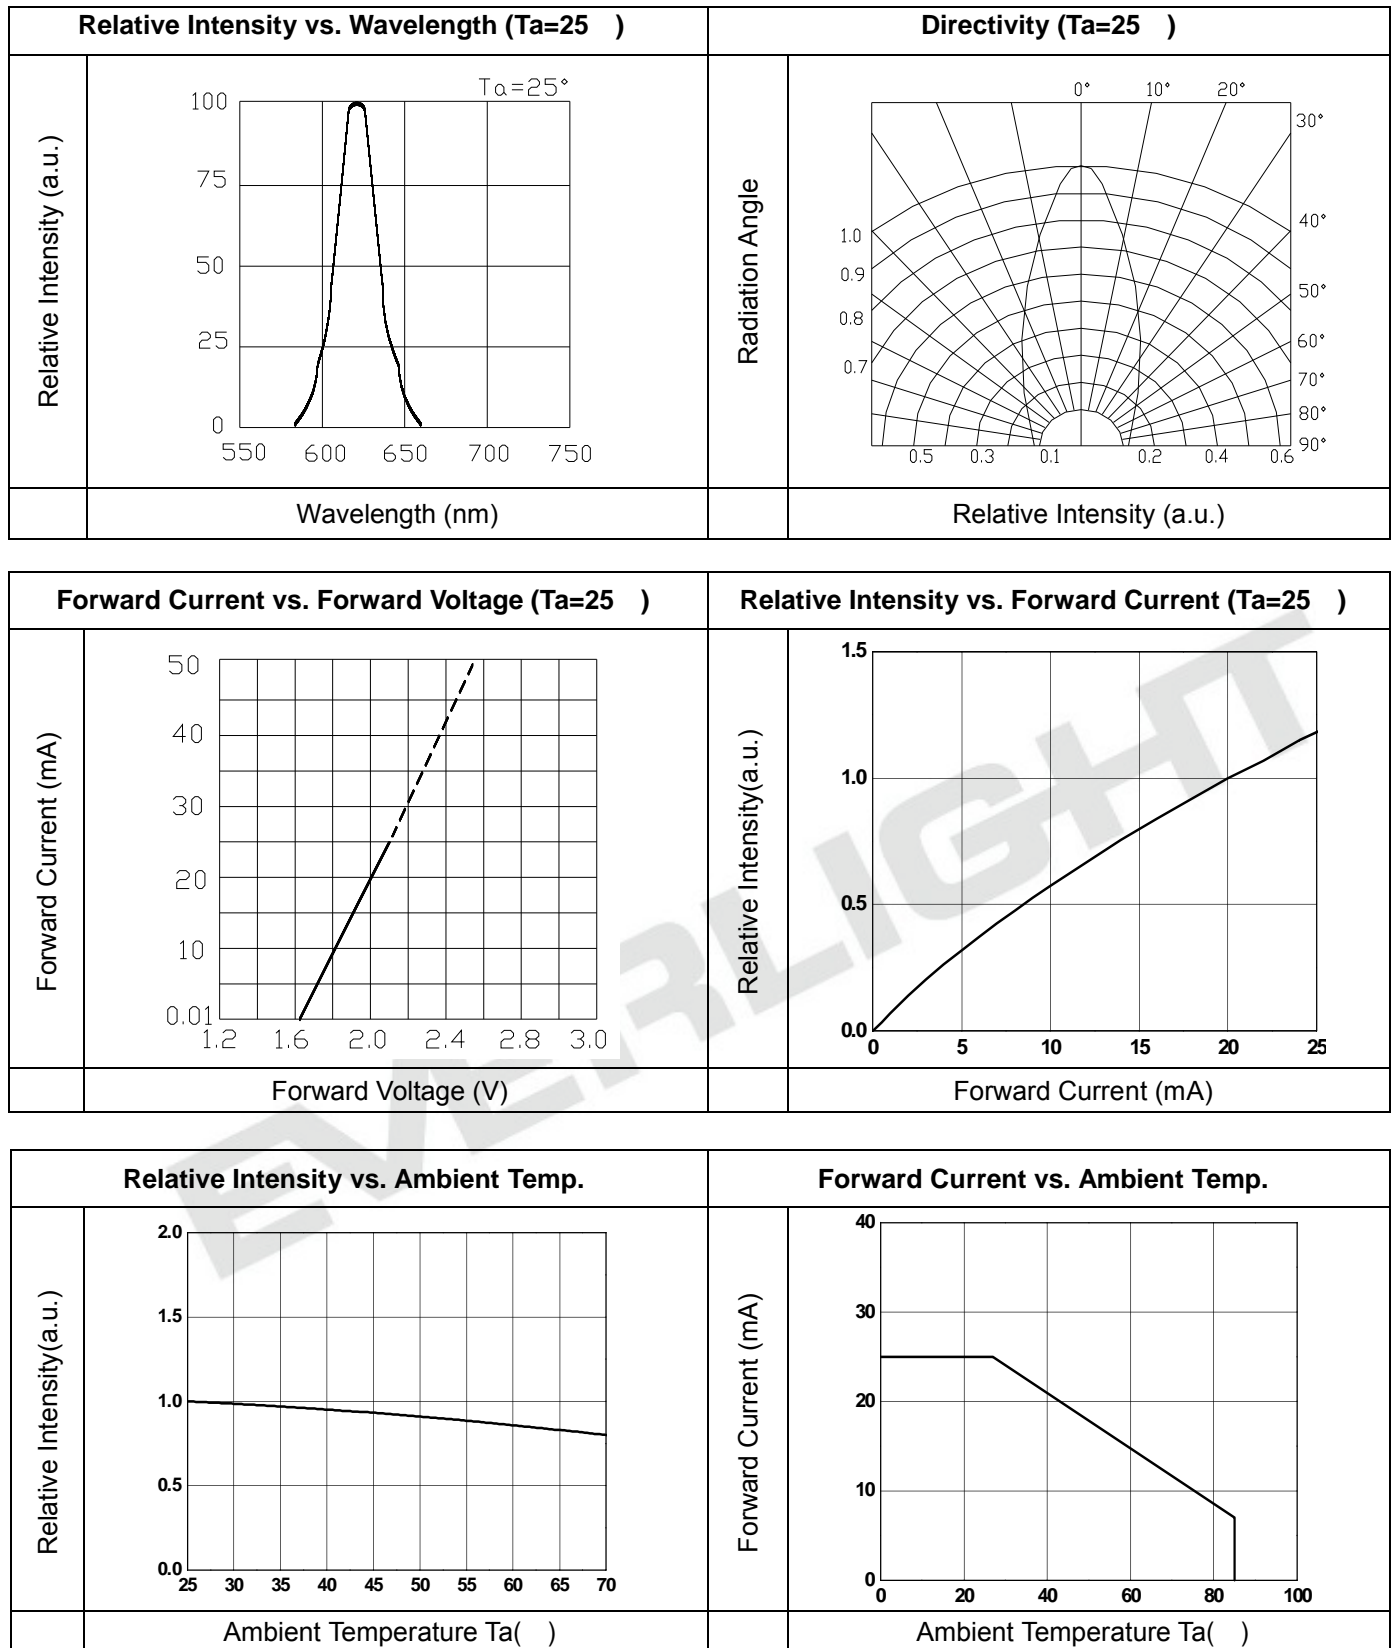 Relative Intensity vs. Wavelength (Ta=25 )
Directivity (Ta=25 )
Relative Intensity (a.u.)
Ta=25°
100
75
50
25
0
550 600 650 700 750
Wavelength (nm)
Radiation Angle
0° 10° 20°
30°
40°
50°
60°
70°
80°
90°
1.0
0.9
0.8
0.7
0.5 0.3 0.1 0.2 0.4 0.6
Relative Intensity (a.u.)
Forward Current vs. Forward Voltage (Ta=25 )
Relative Intensity vs. Forward Current (Ta=25 )
Forward Current (mA)
50
40
30
20
10
0.01
1.2 1.6 2.0 2.4 2.8 3.0
Forward Voltage (V)
Relative Intensity(a.u.)
1.5
1.0
0.5
0.0
0 5 10 15 20 25
Forward Current (mA)
EVERLIGHT
Relative Intensity vs. Ambient Temp.
Forward Current vs. Ambient Temp.
Relative Intensity(a.u.)
2.0
1.5
1.0
0.5
0.0
25 30 35 40 45 50 55 60 65 70
Ambient Temperature Ta( )
Forward Current (mA)
40
30
20
10
0
0 20 40 60 80 100
Ambient Temperature Ta( )